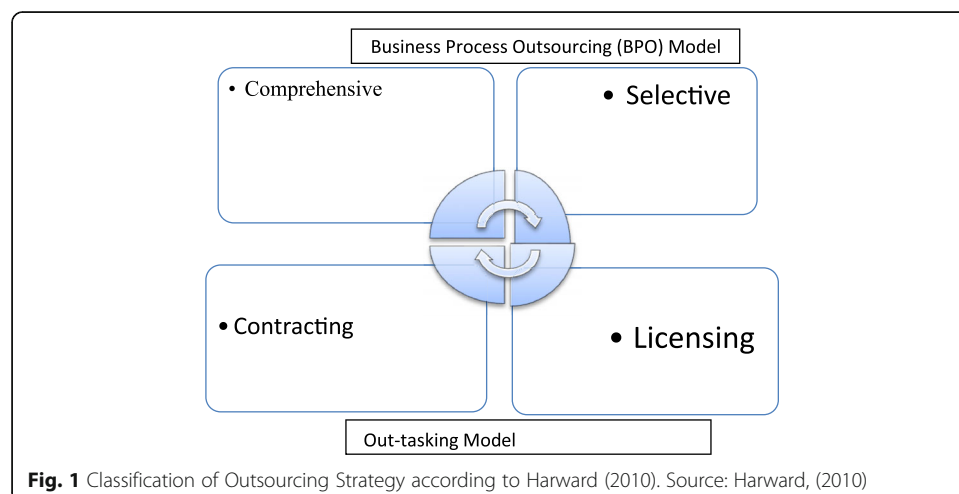 Business Process Outsourcing (BPO) Model
• Comprehensive
• Selective
• Contracting
• Licensing
Out-tasking Model
Fig. 1 Classification of Outsourcing Strategy according to Harward (2010). Source: Harward, (2010)